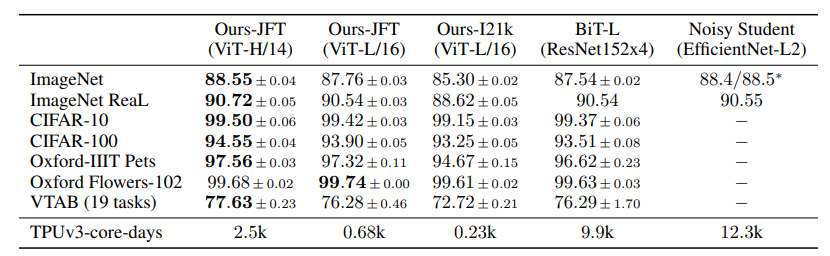 Ours-JFT Ours-JFT Ours-I21k BiT-L Noisy Student
(ViT-H/14) (ViT-L/16) (ViT-L/16) (ResNet152x4) (EfficientNet-L2)
ImageNet 88.55 ± 0.04 87.76 ± 0.03 85.30 ± 0.02 87.54 ± 0.02 88.4/88.5*
ImageNet ReaL 90.72 ± 0.05 90.54 ± 0.03 88.62 ± 0.05 90.54 90.55
CIFAR-10 99.50 ± 0.06 99.42 ± 0.03 99.15 ± 0.03 99.37 ± 0.06 −
CIFAR-100 94.55 ± 0.04 93.90 ± 0.05 93.25 ± 0.05 93.51 ± 0.08 −
Oxford-IIIT Pets 97.56 ± 0.03 97.32 ± 0.11 94.67 ± 0.15 96.62 ± 0.23 −
Oxford Flowers-102 99.68 ± 0.02 99.74 ± 0.00 99.61 ± 0.02 99.63 ± 0.03 −
VTAB (19 tasks) 77.63 ± 0.23 76.28 ± 0.46 72.72 ± 0.21 76.29 ± 1.70 −
TPUv3-core-days 2.5k 0.68k 0.23k 9.9k 12.3k